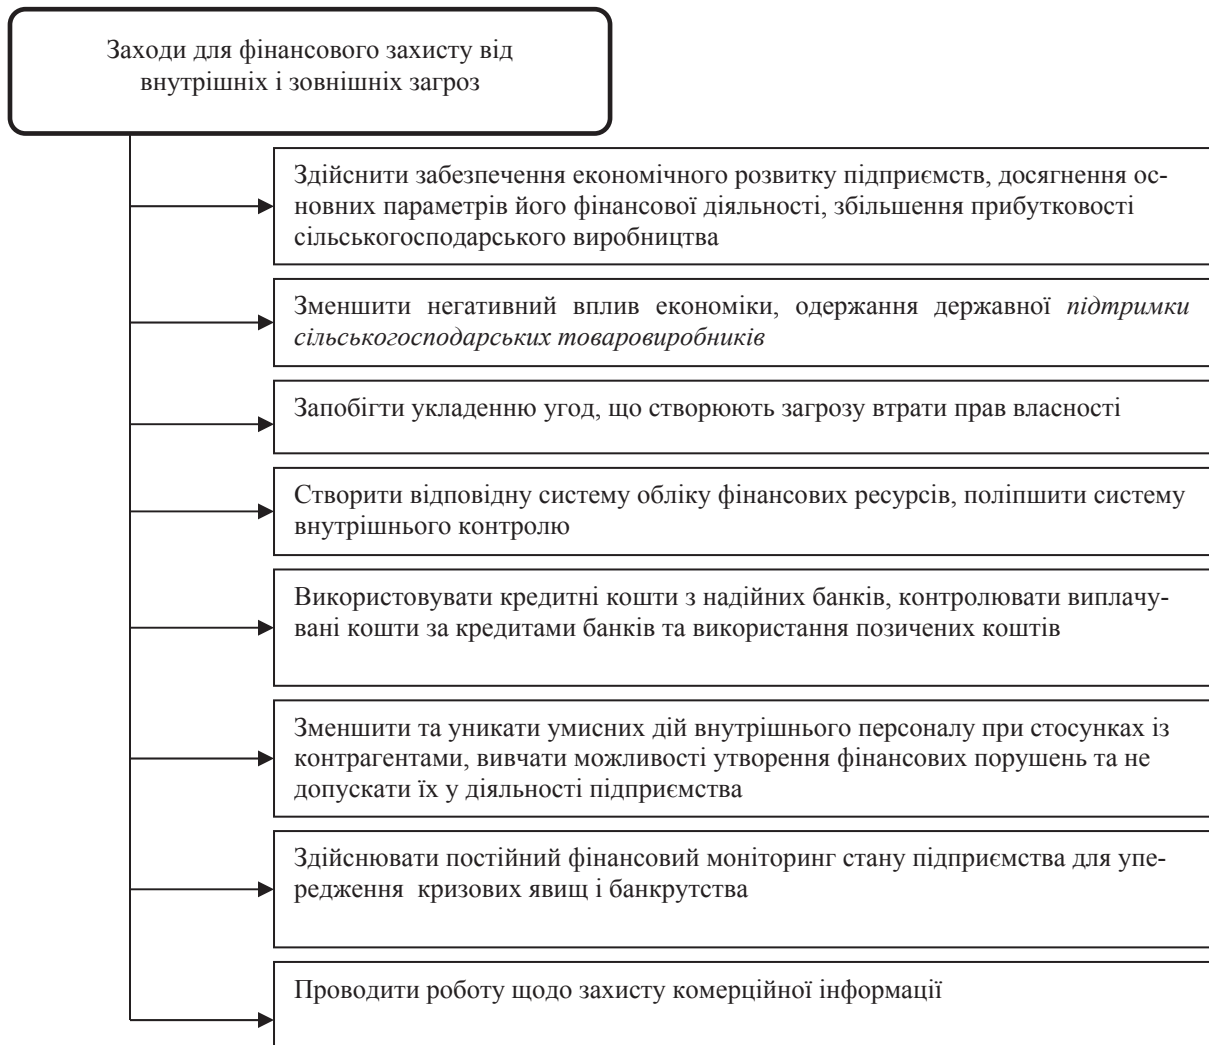 Заходи для фінансового захисту від
внутрішніх і зовнішніх загроз
Здійснити забезпечення економічного розвитку підприємств, досягнення ос-
новних параметрів його фінансової діяльності, збільшення прибутковості
сільськогосподарського виробництва
Зменшити негативний вплив економіки, одержання державної підтримки
сільськогосподарських товаровиробників
Запобігти укладенню угод, що створюють загрозу втрати прав власності
Створити відповідну систему обліку фінансових ресурсів, поліпшити систему
внутрішнього контролю
Використовувати кредитні кошти з надійних банків, контролювати виплачу-
вані кошти за кредитами банків та використання позичених коштів
Зменшити та уникати умисних дій внутрішнього персоналу при стосунках із
контрагентами, вивчати можливості утворення фінансових порушень та не
допускати їх у діяльності підприємства
Здійснювати постійний фінансовий моніторинг стану підприємства для упе-
редження кризових явищ і банкрутства
Проводити роботу щодо захисту комерційної інформації